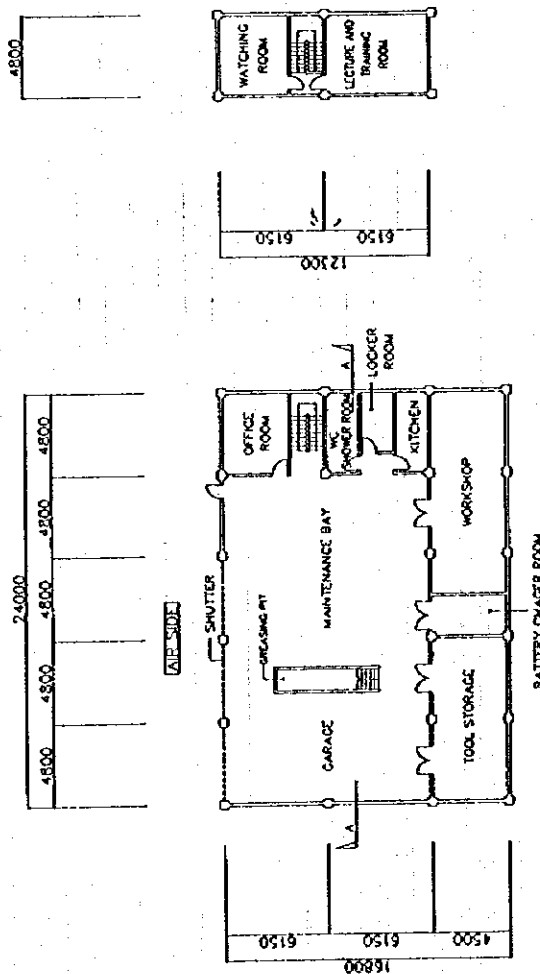 4800
WATCHING
ROOM
LECTURE AND
TRAINING
ROOM
6150
6150
12300
24000
4800
4800
4800
4800
4800
AIR SIDE
SHUTTER
A
LOCKER
ROOM
OFFICE
ROOM
WC
SHOWER ROOM
KITCHEN
MAINTENANCE BAY
GREASING PIT
GARAGE
WORKSHOP
TOOL STORAGE
BATTERY CHAGER ROOM
A
6150
6150
4500
16800